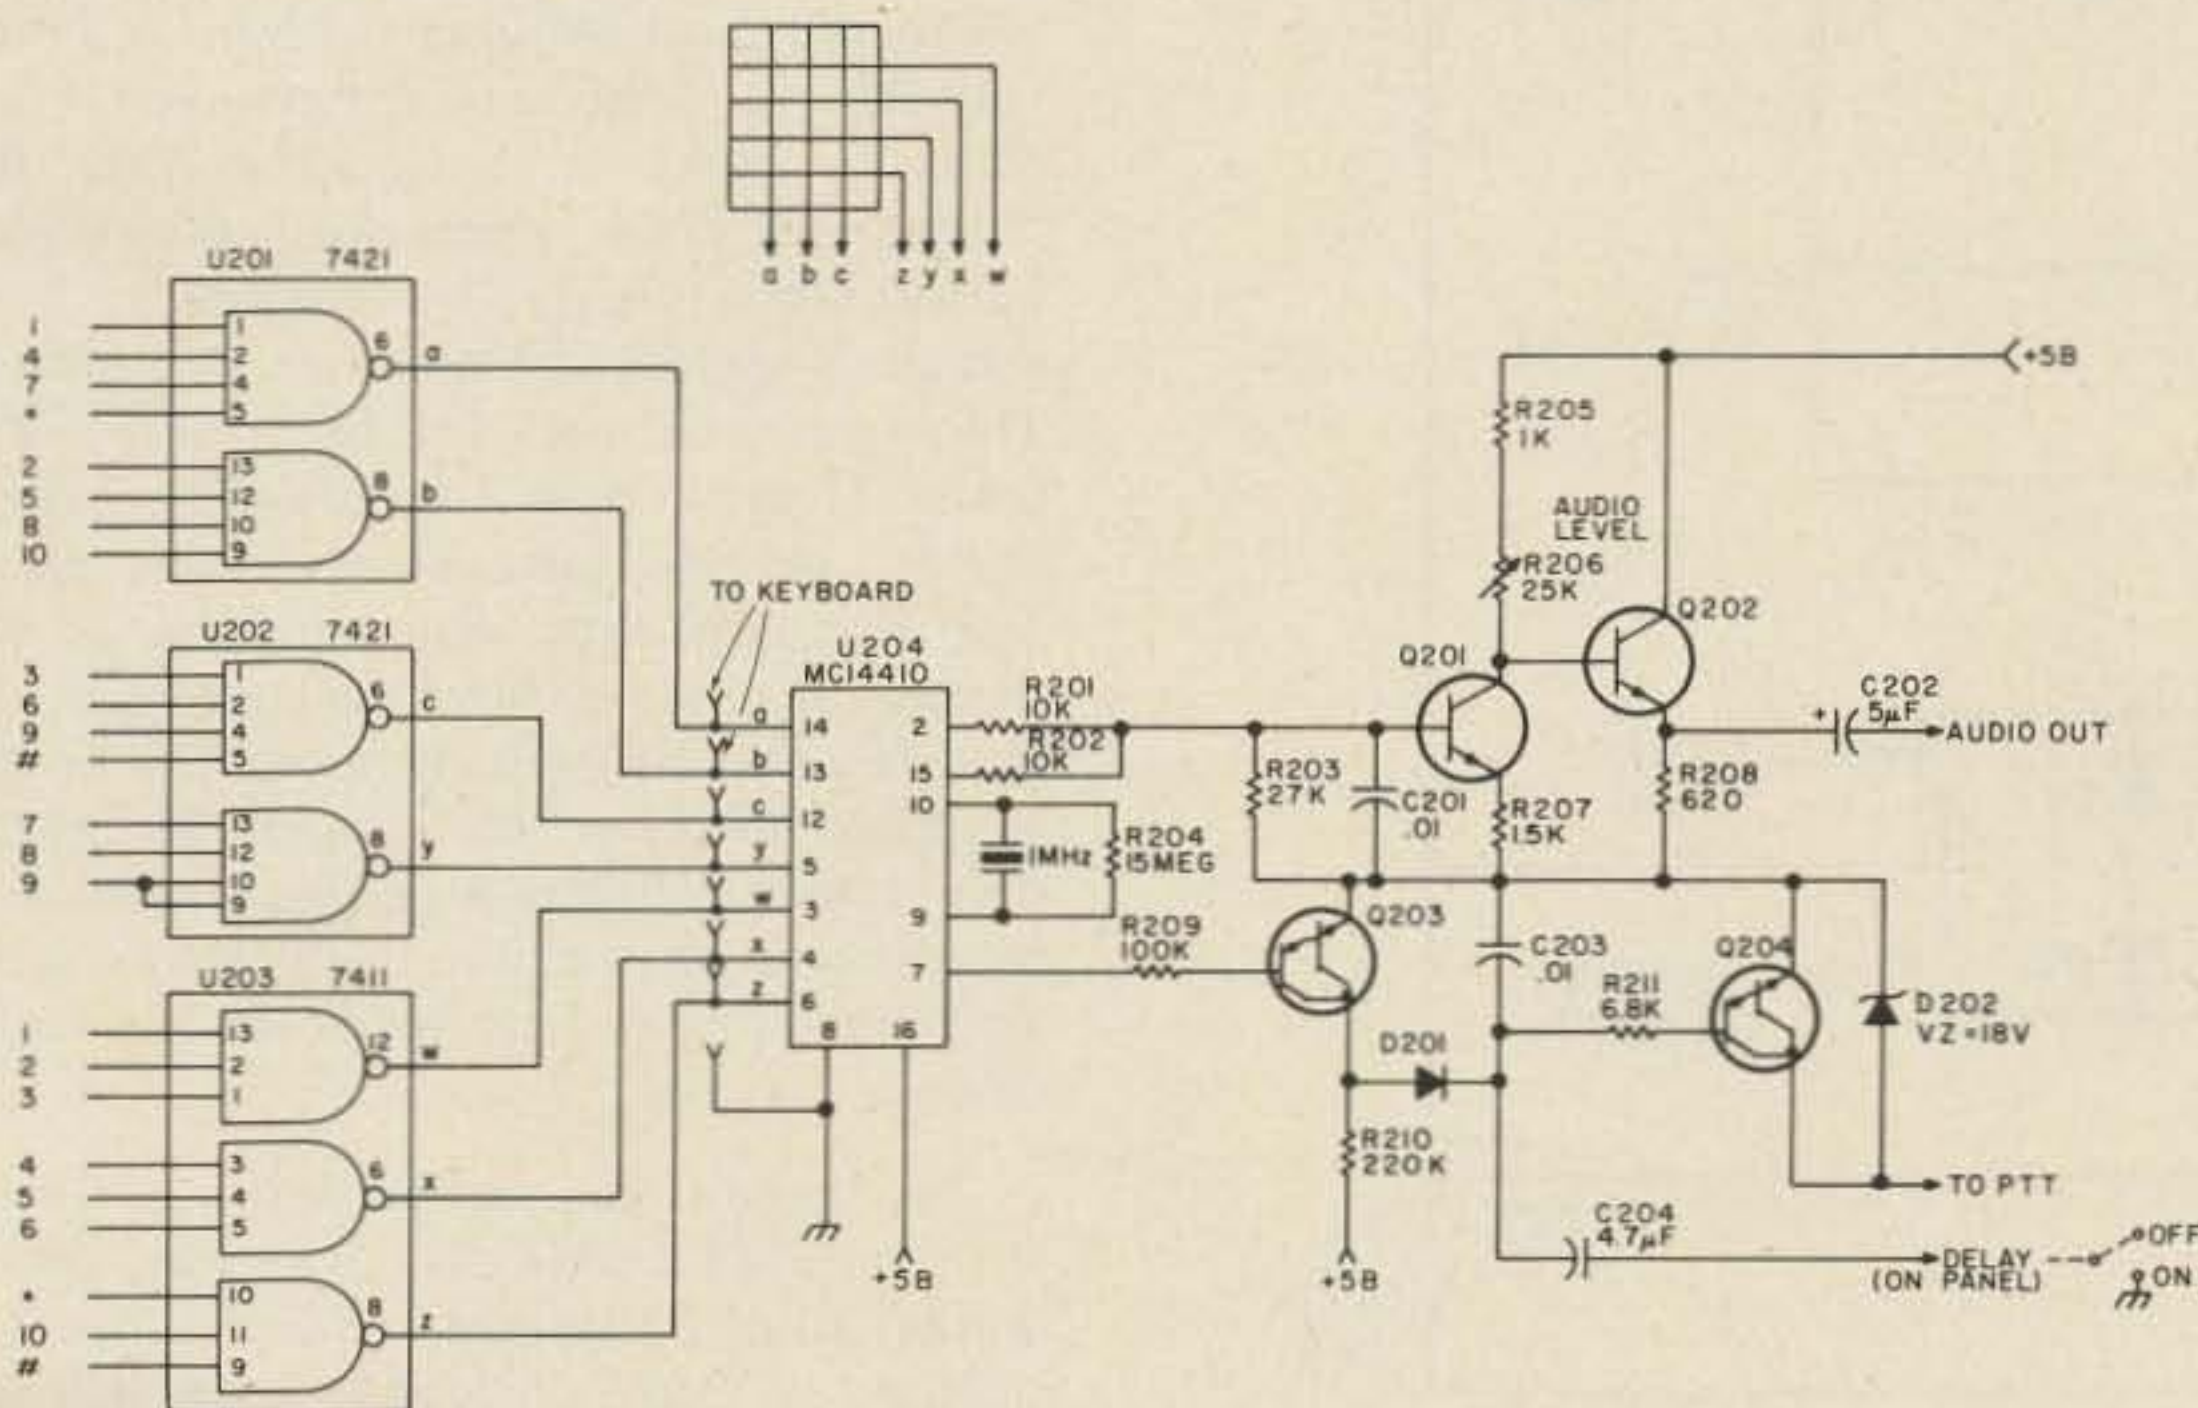 a b c z y x w
U201 7421
1 1
4 2
7 4
* 5
6 a
2 13
5 12
8 10
10 9
8 b
U202 7421
3 1
6 2
9 4
# 5
6 c
7 13
8 12
9 10
9
8 y
U203 7411
1 13
2 2
3 1
12 w
4 3
5 4
6 5
6 x
* 10
10 11
# 9
8 z
TO KEYBOARD
U204
MC14410
a 14
b 13
c 12
y 5
w 3
x 4
z 6
2
15
10
9
7
8 16
+5B
R201
10K
R202
10K
1MHz
R204
15MEG
R209
100K
R203
27K
C201
.01
Q201
R205
1K
AUDIO
LEVEL
R206
25K
Q202
+5B
C202
+ 5µF
AUDIO OUT
R207
1.5K
R208
620
Q203
C203
.01
R211
6.8K
Q204
D202
VZ=18V
D201
R210
220K
+5B
TO PTT
C204
4.7µF
DELAY
(ON PANEL)
OFF
ON